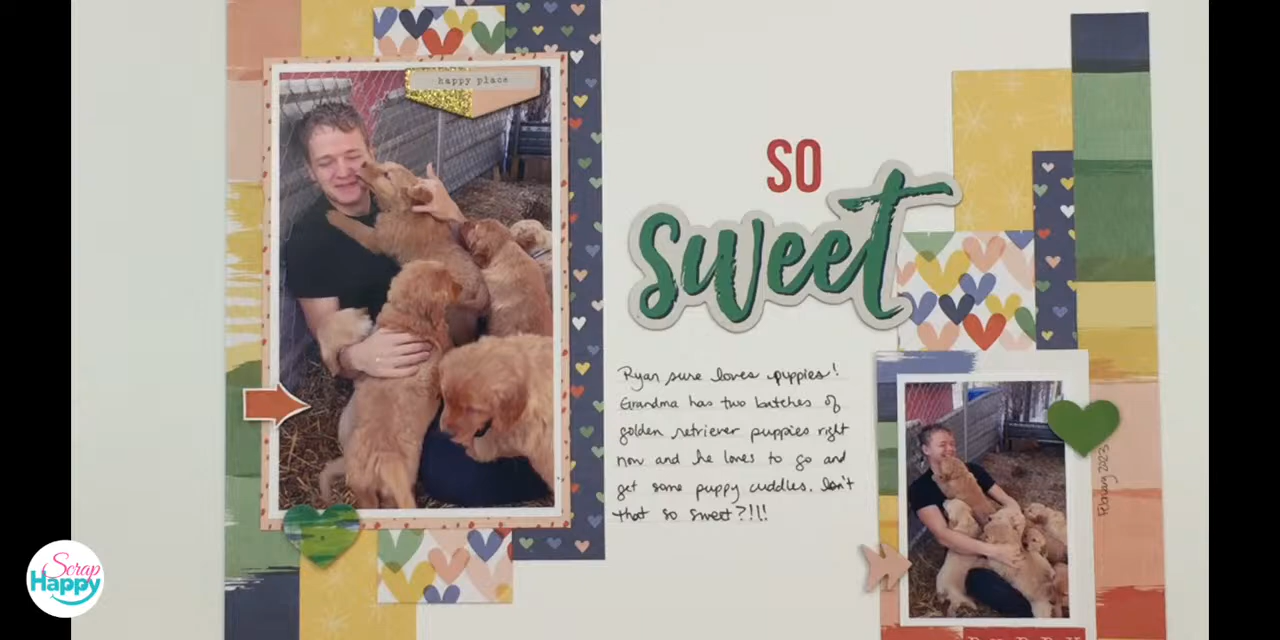 happy place
SO
sweet
Ryan sure loves puppies!
Grandma has two batches of
golden retriever puppies right
now and he loves to go and
get some puppy cuddles. Isn't
that so sweet?!!!
February 2023
Scrap
Happy